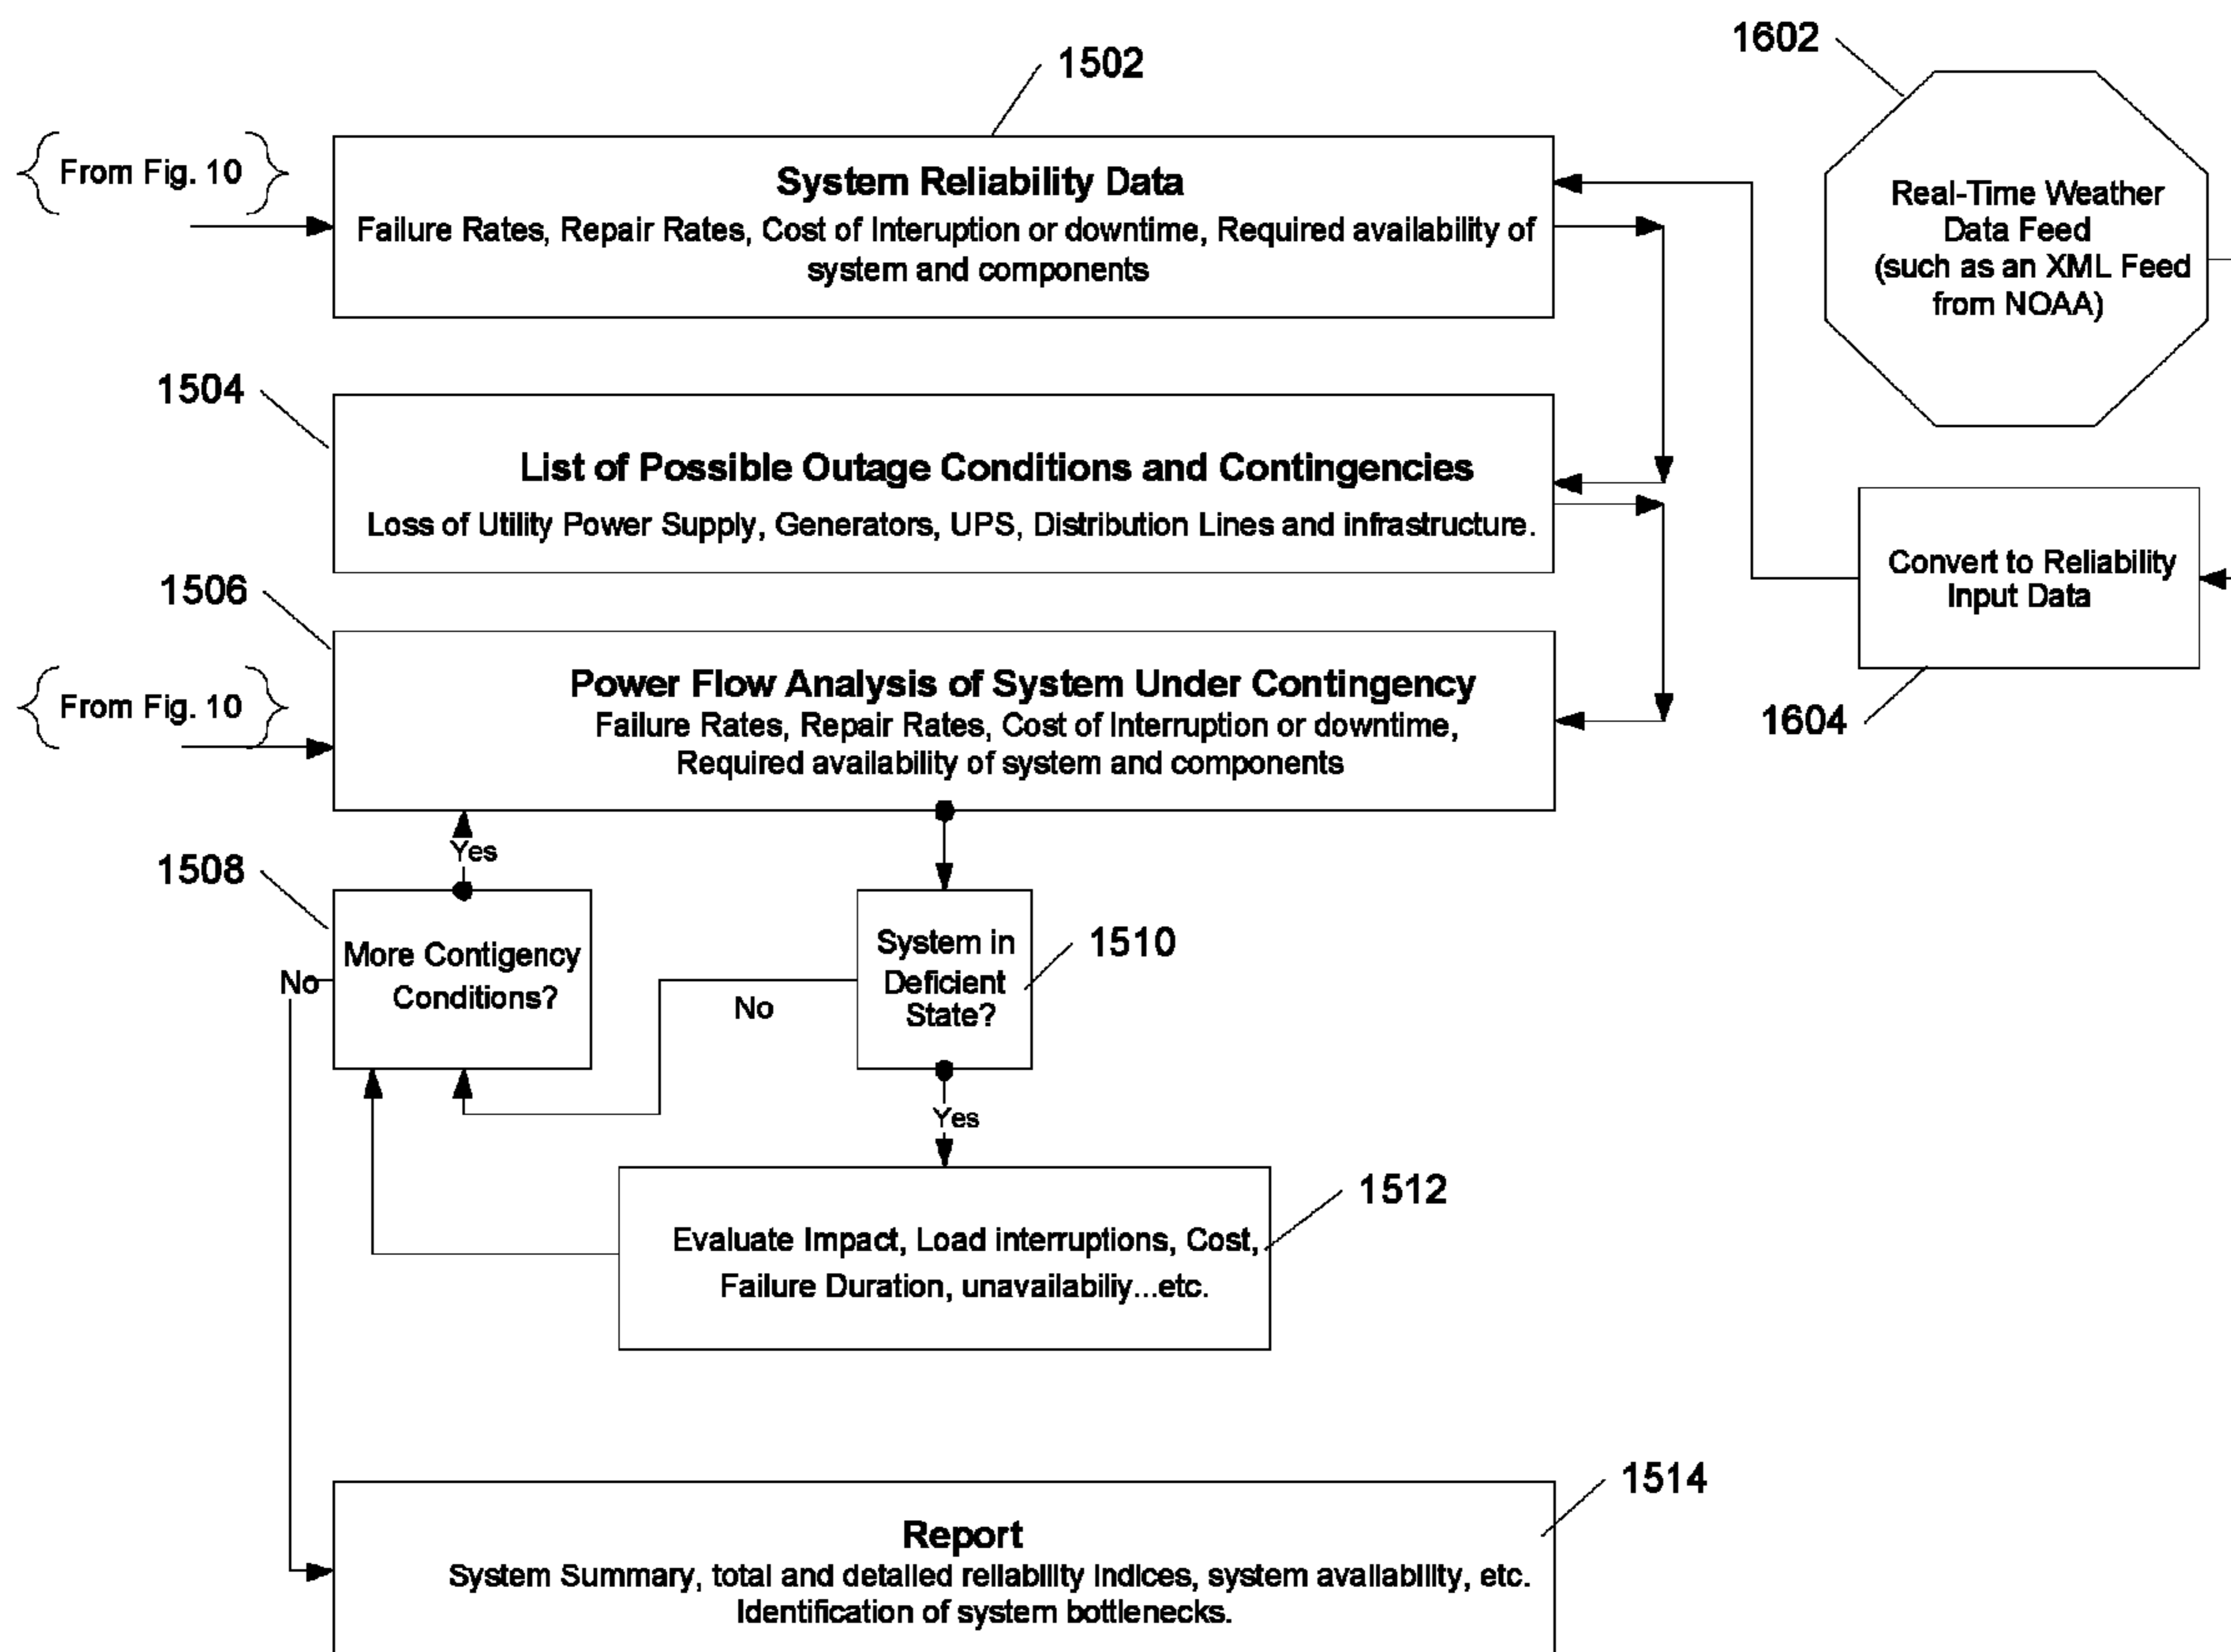 1602
1502
From Fig. 10
System Reliability Data
Failure Rates, Repair Rates, Cost of Interuption or downtime, Required availability of
system and components
Real-Time Weather
Data Feed
(such as an XML Feed
from NOAA)
1504
List of Possible Outage Conditions and Contingencies
Loss of Utility Power Supply, Generators, UPS, Distribution Lines and infrastructure.
Convert to Reliability
Input Data
1604
1506
From Fig. 10
Power Flow Analysis of System Under Contingency
Failure Rates, Repair Rates, Cost of Interruption or downtime,
Required availability of system and components
Yes
1508
More Contigency
Conditions?
No
System in
Deficient
State?
1510
No
Yes
1512
Evaluate Impact, Load interruptions, Cost,
Failure Duration, unavailabiliy...etc.
1514
Report
System Summary, total and detailed reliability indices, system availability, etc.
Identification of system bottlenecks.